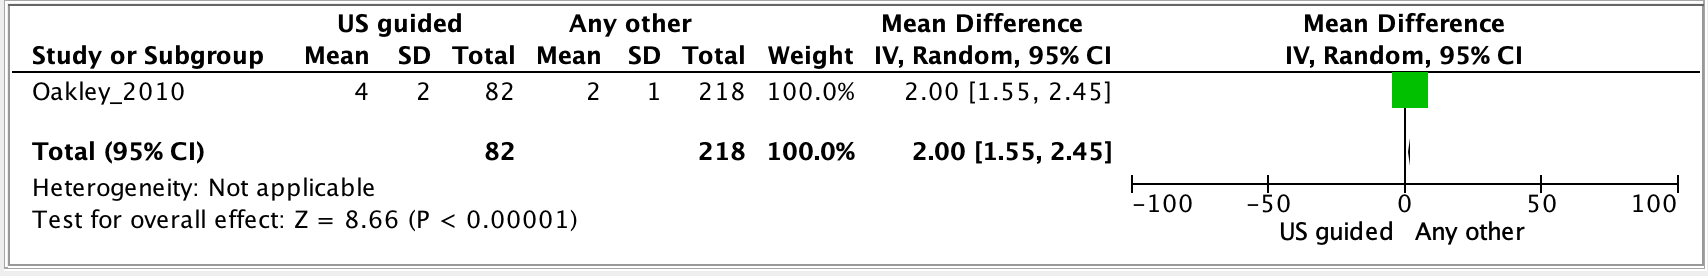 US guided Any other Mean Difference Mean Difference
Study or Subgroup Mean SD Total Mean SD Total Weight IV, Random, 95% CI IV, Random, 95% CI
Oakley_2010 4 2 82 2 1 218 100.0% 2.00 [1.55, 2.45]
Total (95% CI) 82 218 100.0% 2.00 [1.55, 2.45]
Heterogeneity: Not applicable
Test for overall effect: Z = 8.66 (P < 0.00001)
-100 -50 0 50 100
US guided Any other